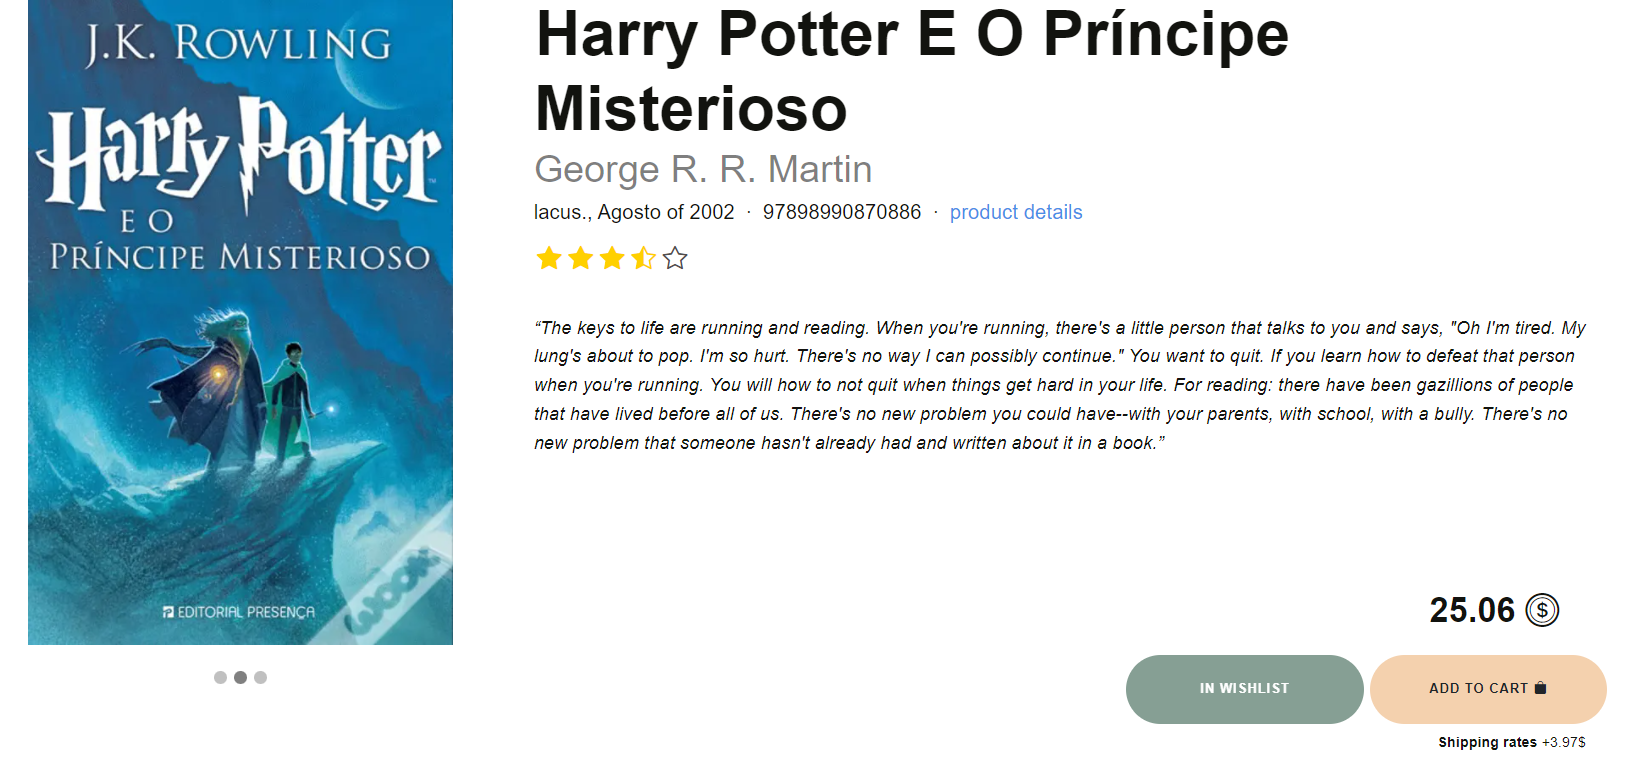 J.K. Rowling
Harry Potter
E O
Príncipe Misterioso
EDITORIAL PRESENÇA
WOOK
Harry Potter E O Príncipe
Misterioso
George R. R. Martin
lacus., Agosto of 2002 · 97898990870886 · product details
“The keys to life are running and reading. When you're running, there's a little person that talks to you and says, "Oh I'm tired. My
lung's about to pop. I'm so hurt. There's no way I can possibly continue." You want to quit. If you learn how to defeat that person
when you're running. You will how to not quit when things get hard in your life. For reading: there have been gazillions of people
that have lived before all of us. There's no new problem you could have--with your parents, with school, with a bully. There's no
new problem that someone hasn't already had and written about it in a book.”
25.06 $
IN WISHLIST
ADD TO CART
Shipping rates +3.97$